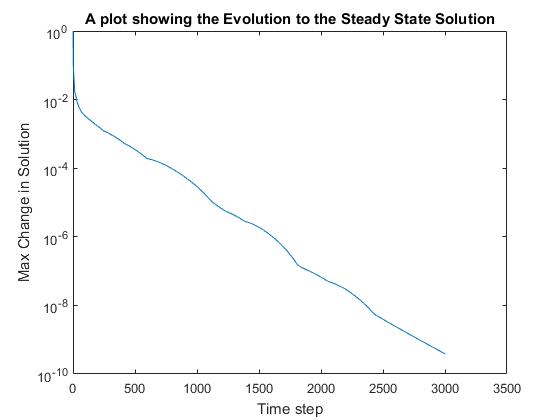 A plot showing the Evolution to the Steady State Solution
Max Change in Solution
10^0
10^-2
10^-4
10^-6
10^-8
10^-10
0 500 1000 1500 2000 2500 3000 3500
Time step